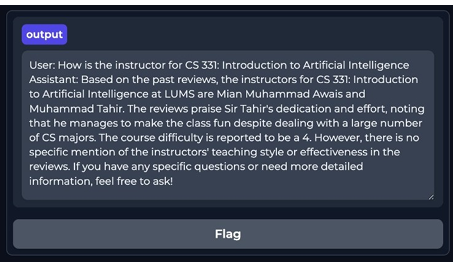 output
User: How is the instructor for CS 331: Introduction to Artificial Intelligence
Assistant: Based on the past reviews, the instructors for CS 331: Introduction
to Artificial Intelligence at LUMS are Mian Muhammad Awais and
Muhammad Tahir. The reviews praise Sir Tahir's dedication and effort, noting
that he manages to make the class fun despite dealing with a large number
of CS majors. The course difficulty is reported to be a 4. However, there is no
specific mention of the instructors' teaching style or effectiveness in the
reviews. If you have any specific questions or need more detailed
information, feel free to ask!
Flag